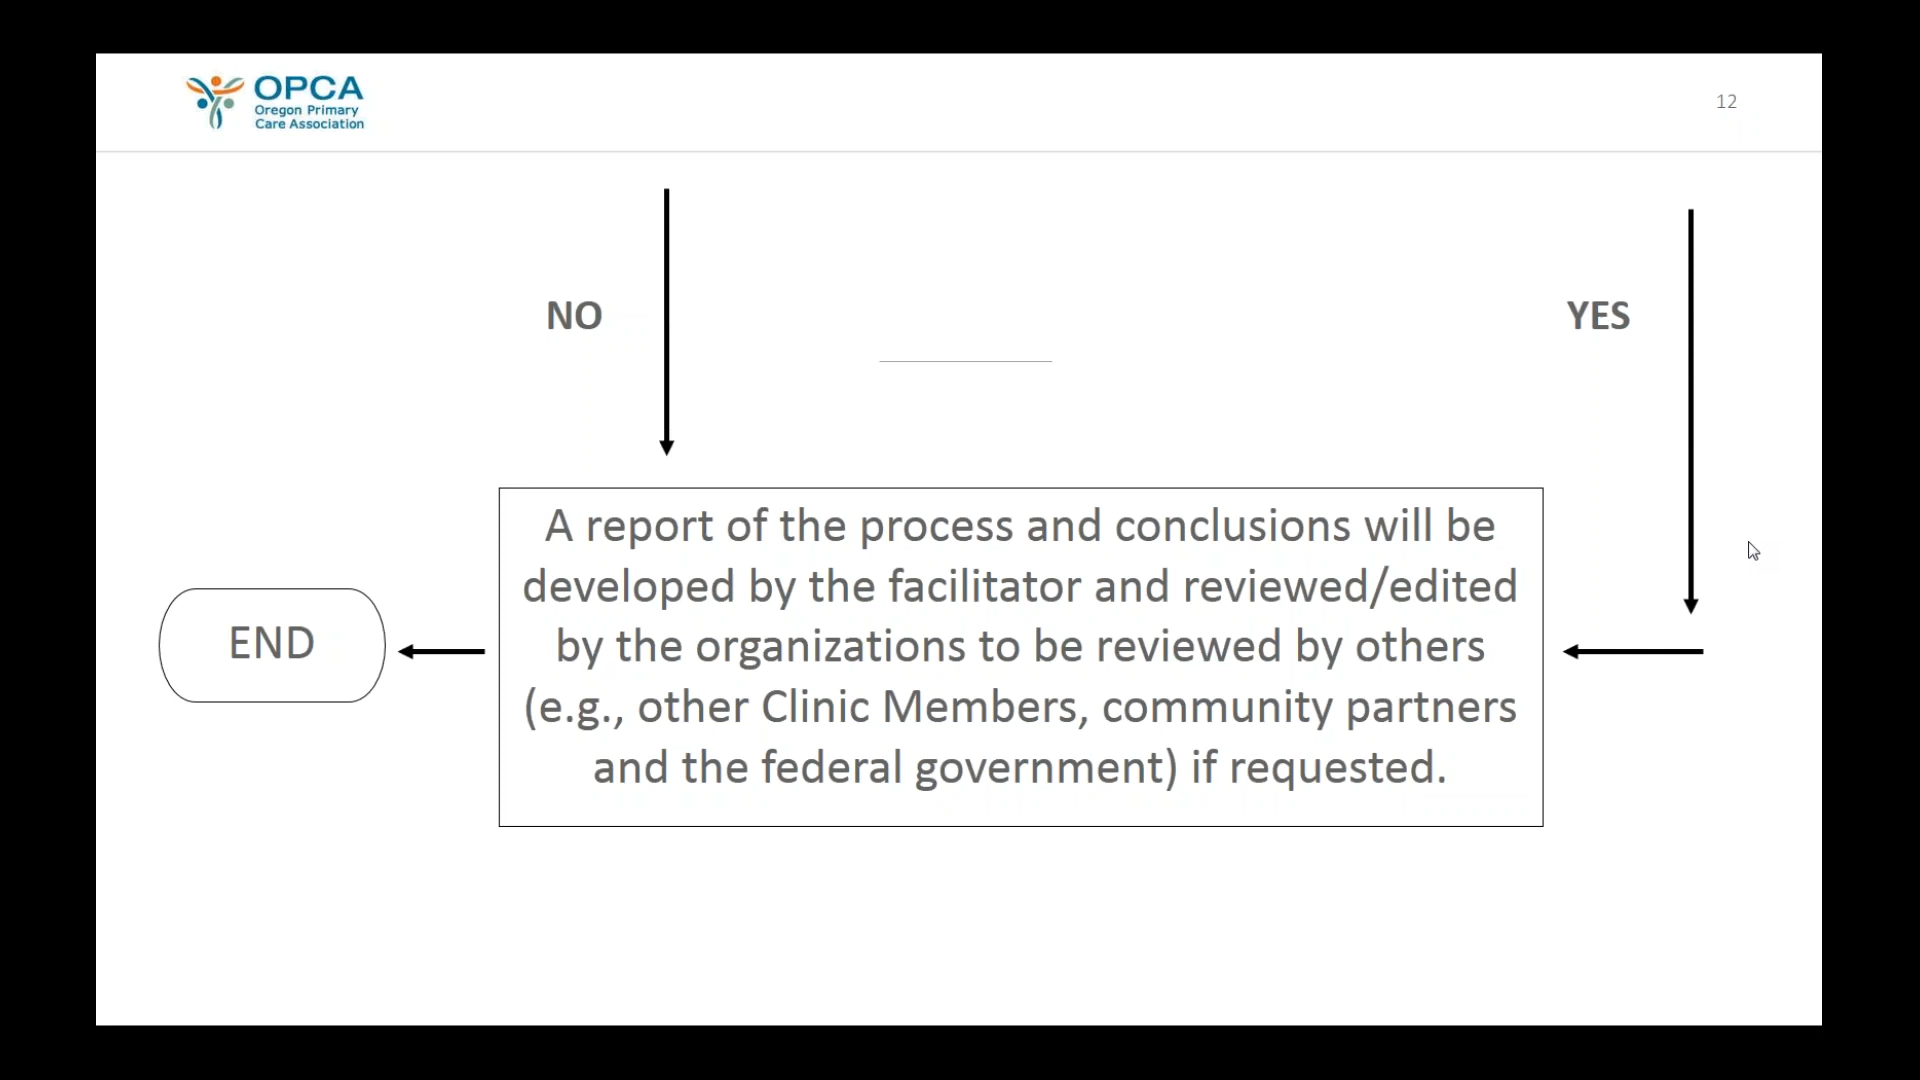 OPCA
Oregon Primary
Care Association
12
NO
YES
A report of the process and conclusions will be
developed by the facilitator and reviewed/edited
by the organizations to be reviewed by others
(e.g., other Clinic Members, community partners
and the federal government) if requested.
END